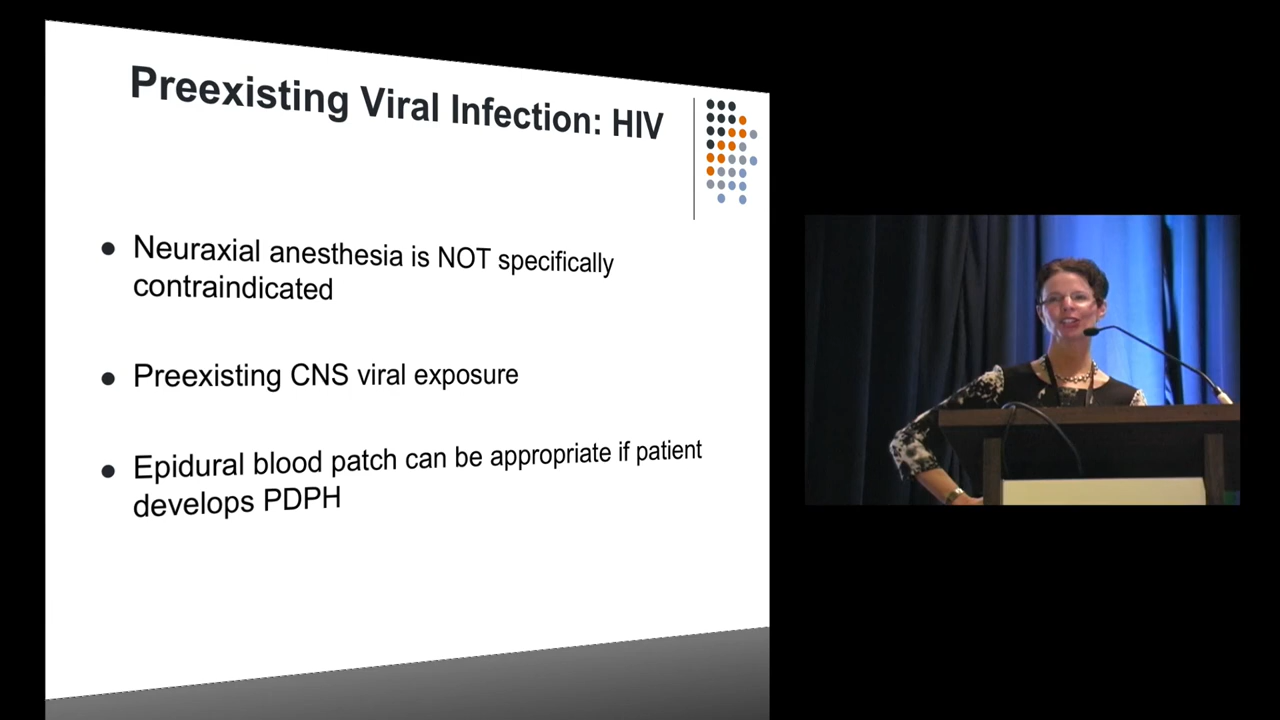 Preexisting Viral Infection: HIV
Neuraxial anesthesia is NOT specifically
contraindicated
Preexisting CNS viral exposure
Epidural blood patch can be appropriate if patient
develops PDPH